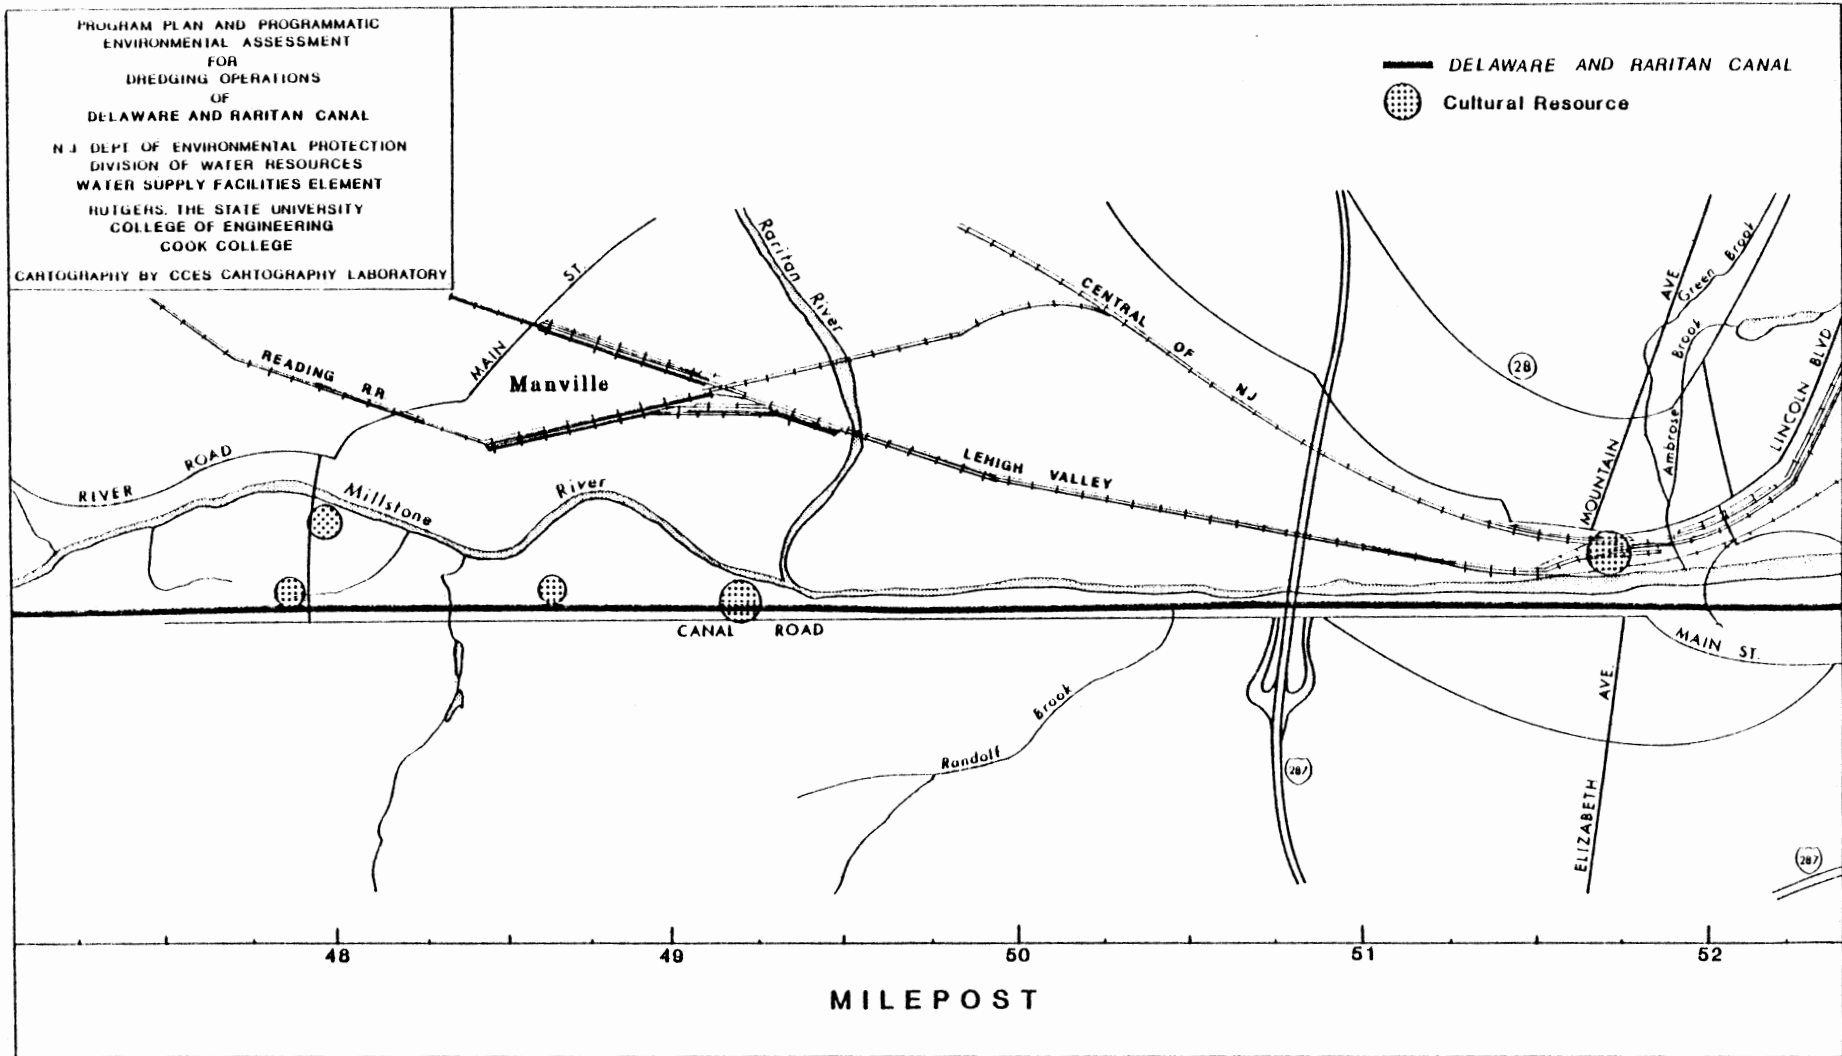 PROGRAM PLAN AND PROGRAMMATIC
ENVIRONMENTAL ASSESSMENT
FOR
DREDGING OPERATIONS
OF
DELAWARE AND RARITAN CANAL
N J DEPT OF ENVIRONMENTAL PROTECTION
DIVISION OF WATER RESOURCES
WATER SUPPLY FACILITIES ELEMENT
RUTGERS, THE STATE UNIVERSITY
COLLEGE OF ENGINEERING
COOK COLLEGE
CARTOGRAPHY BY CCES CARTOGRAPHY LABORATORY
DELAWARE AND RARITAN CANAL
Cultural Resource
MAIN ST.
Raritan River
CENTRAL OF NJ
READING R.R
Manville
28
MOUNTAIN AVE.
Green Brook
Ambrose Brook
LINCOLN BLVD
RIVER ROAD
Millstone River
LEHIGH VALLEY
CANAL ROAD
MAIN ST.
Randolf Brook
287
ELIZABETH AVE.
287
48 49 50 51 52
MILEPOST